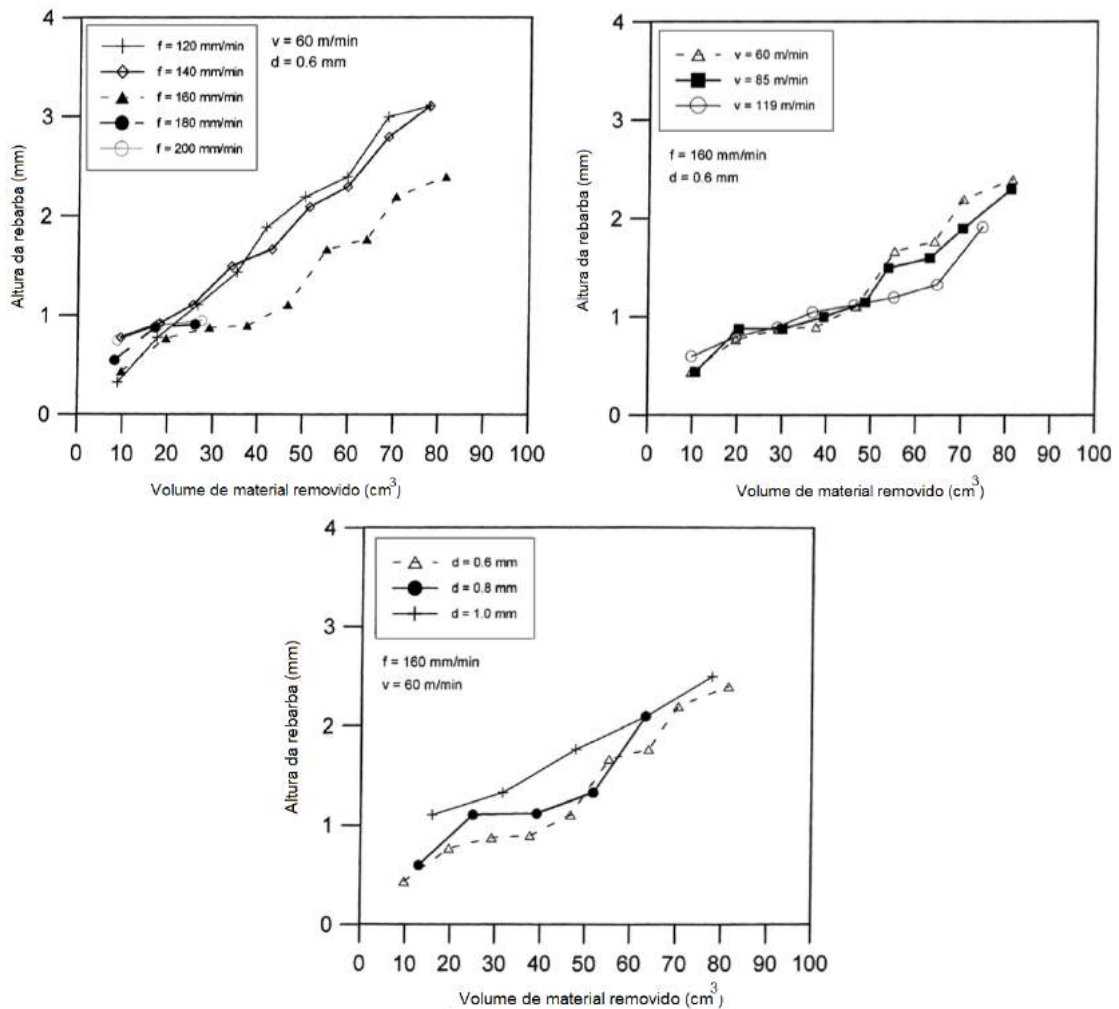 4
3
2
1
0
Altura da rebarba (mm)
f = 120 mm/min
f = 140 mm/min
f = 160 mm/min
f = 180 mm/min
f = 200 mm/min
v = 60 m/min
d = 0.6 mm
0 10 20 30 40 50 60 70 80 90 100
Volume de material removido (cm³)
4
3
2
1
0
Altura da rebarba (mm)
v = 60 m/min
v = 85 m/min
v = 119 m/min
f = 160 mm/min
d = 0.6 mm
0 10 20 30 40 50 60 70 80 90 100
Volume de material removido (cm³)
4
3
2
1
0
Altura da rebarba (mm)
d = 0.6 mm
d = 0.8 mm
d = 1.0 mm
f = 160 mm/min
v = 60 m/min
0 10 20 30 40 50 60 70 80 90 100
Volume de material removido (cm³)